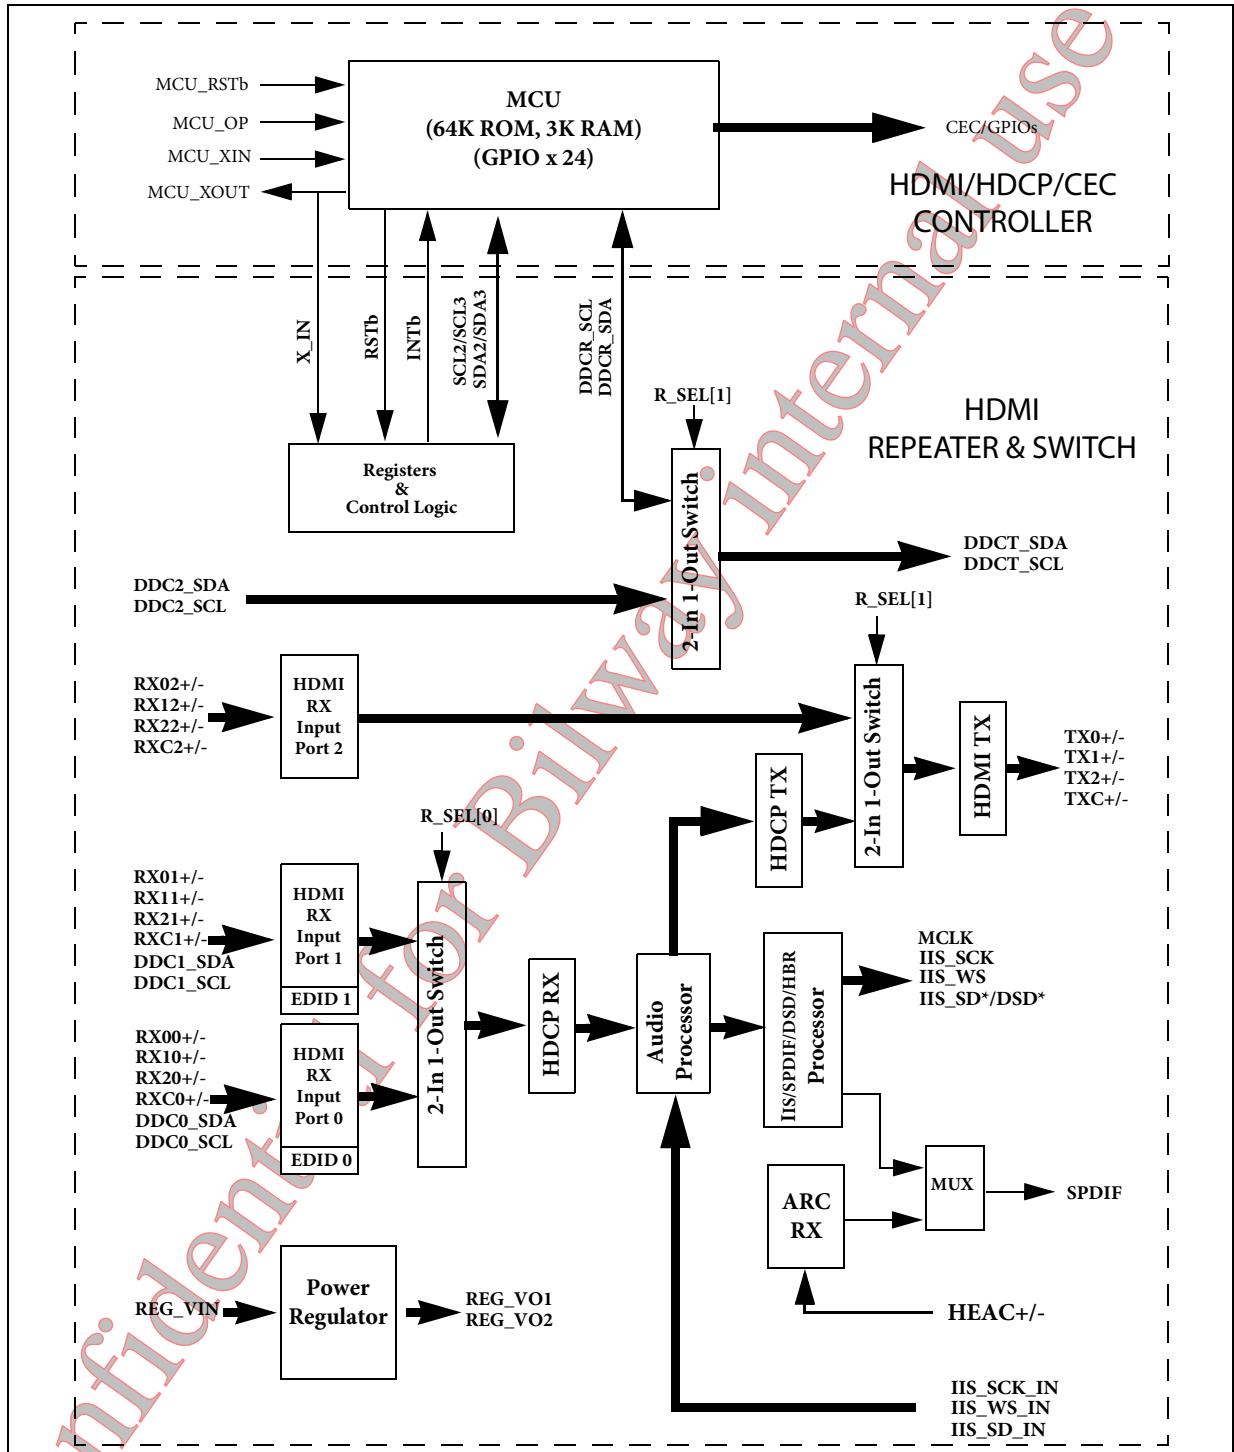 MCU_RSTb
MCU_OP
MCU_XIN
MCU_XOUT
MCU
(64K ROM, 3K RAM)
(GPIO x 24)
CEC/GPIOs
HDMI/HDCP/CEC
CONTROLLER
X_IN
RSTb
INTb
SCL2/SCL3
SDA2/SDA3
DDCR_SCL
DDCR_SDA
R_SEL[1]
HDMI
REPEATER & SWITCH
Registers
&
Control Logic
2-In 1-Out Switch
DDCT_SDA
DDCT_SCL
DDC2_SDA
DDC2_SCL
R_SEL[1]
RX02+/-
RX12+/-
RX22+/-
RXC2+/-
HDMI
RX
Input
Port 2
2-In 1-Out Switch
HDMI TX
TX0+/-
TX1+/-
TX2+/-
TXC+/-
HDCP TX
R_SEL[0]
RX01+/-
RX11+/-
RX21+/-
RXC1+/-
DDC1_SDA
DDC1_SCL
HDMI
RX
Input
Port 1
EDID 1
2-In 1-Out Switch
HDCP RX
Audio
Processor
IIS/SPDIF/DSD/HBR
Processor
MCLK
IIS_SCK
IIS_WS
IIS_SD*/DSD*
RX00+/-
RX10+/-
RX20+/-
RXC0+/-
DDC0_SDA
DDC0_SCL
HDMI
RX
Input
Port 0
EDID 0
ARC
RX
MUX
SPDIF
REG_VIN
Power
Regulator
REG_VO1
REG_VO2
HEAC+/-
IIS_SCK_IN
IIS_WS_IN
IIS_SD_IN
nfidential for Bilway internal use